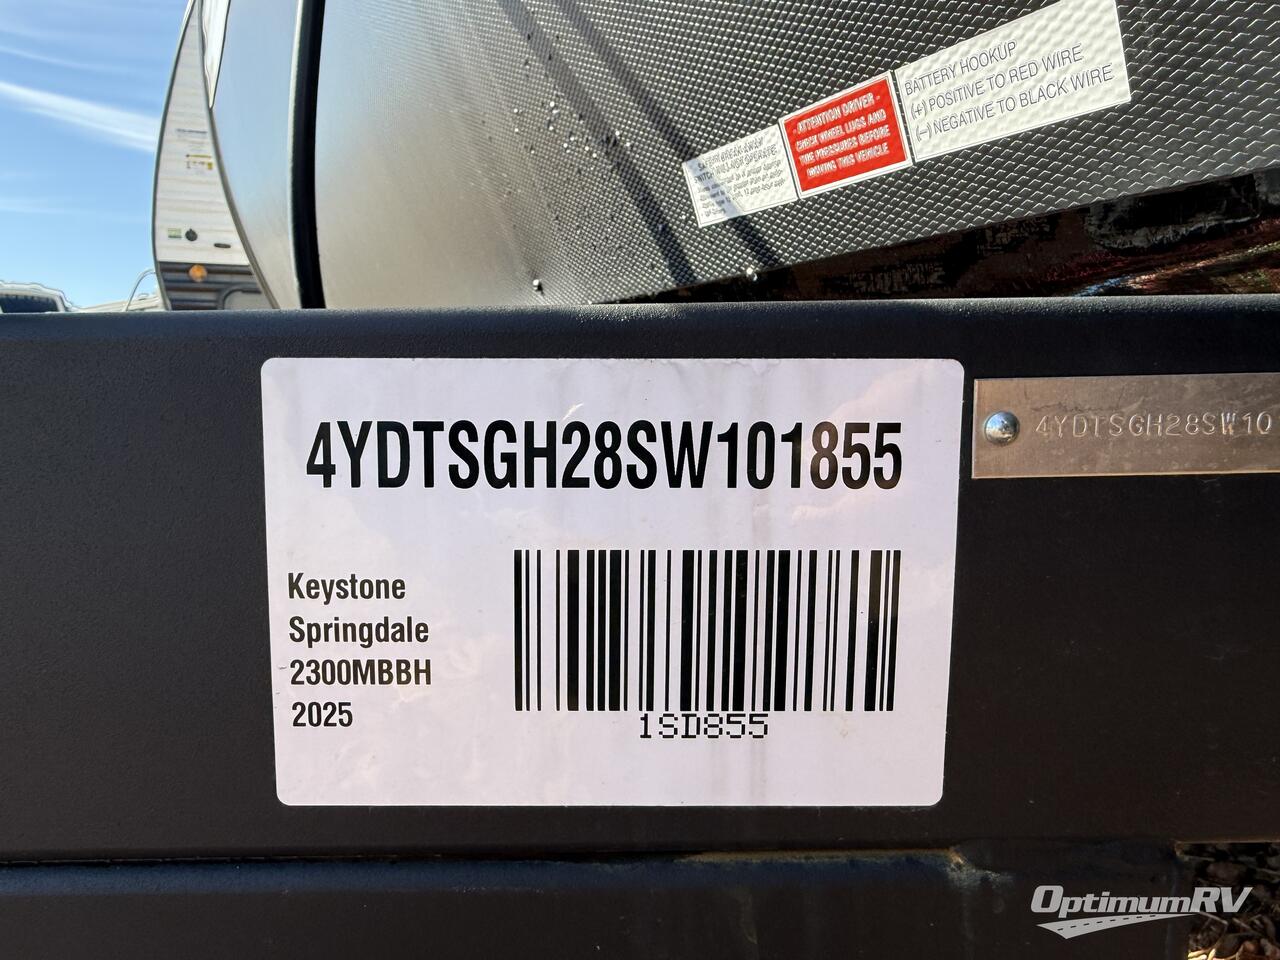 BATTERY HOOKUP
(+) POSITIVE TO RED WIRE
(–) NEGATIVE TO BLACK WIRE
- ATTENTION DRIVER -
CHECK WHEEL LUGS AND
TIRE PRESSURES BEFORE
MOVING THIS VEHICLE
4YDTSGH28SW101855
4YDTSGH28SW10
Keystone
Springdale
2300MBBH
2025
1SD855
OptimumRV